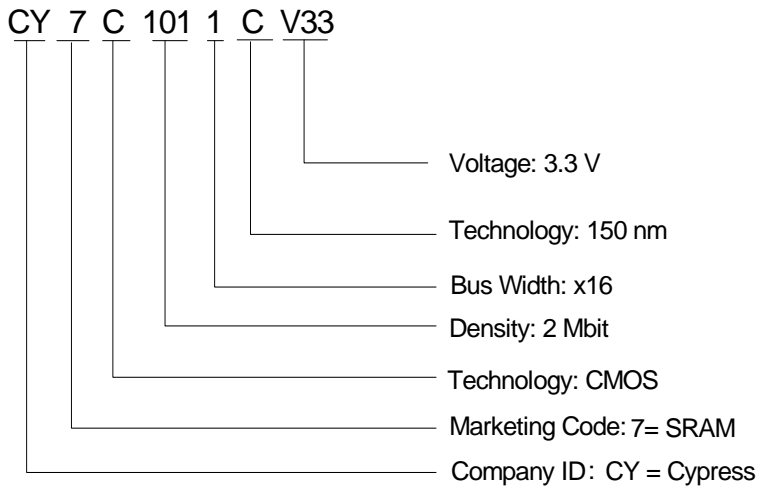 CY 7 C 101 1 C V33
Voltage: 3.3 V
Technology: 150 nm
Bus Width: x16
Density: 2 Mbit
Technology: CMOS
Marketing Code: 7= SRAM
Company ID: CY = Cypress